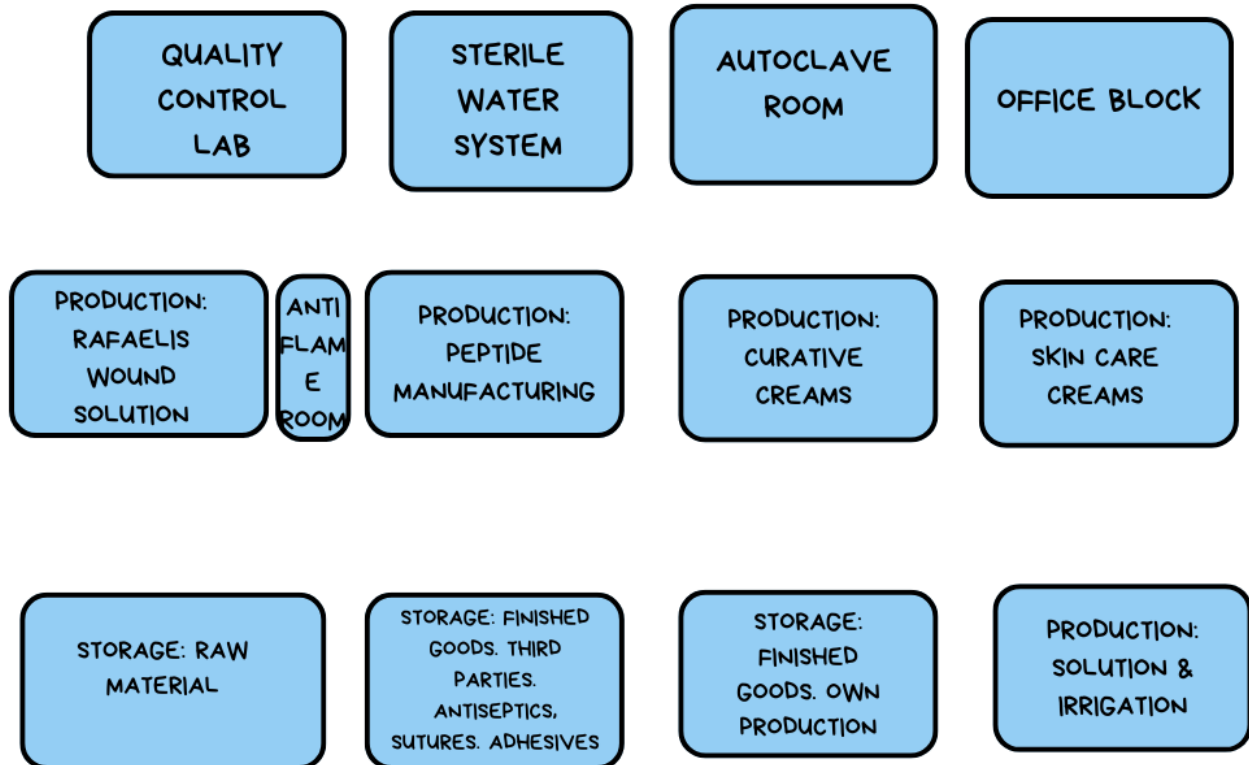 QUALITY
CONTROL
LAB
STERILE
WATER
SYSTEM
AUTOCLAVE
ROOM
OFFICE BLOCK
PRODUCTION:
RAFAELIS
WOUND
SOLUTION
ANTI
FLAM
E
ROOM
PRODUCTION:
PEPTIDE
MANUFACTURING
PRODUCTION:
CURATIVE
CREAMS
PRODUCTION:
SKIN CARE
CREAMS
STORAGE: RAW
MATERIAL
STORAGE: FINISHED
GOODS. THIRD
PARTIES.
ANTISEPTICS,
SUTURES. ADHESIVES
STORAGE:
FINISHED
GOODS. OWN
PRODUCTION
PRODUCTION:
SOLUTION &
IRRIGATION